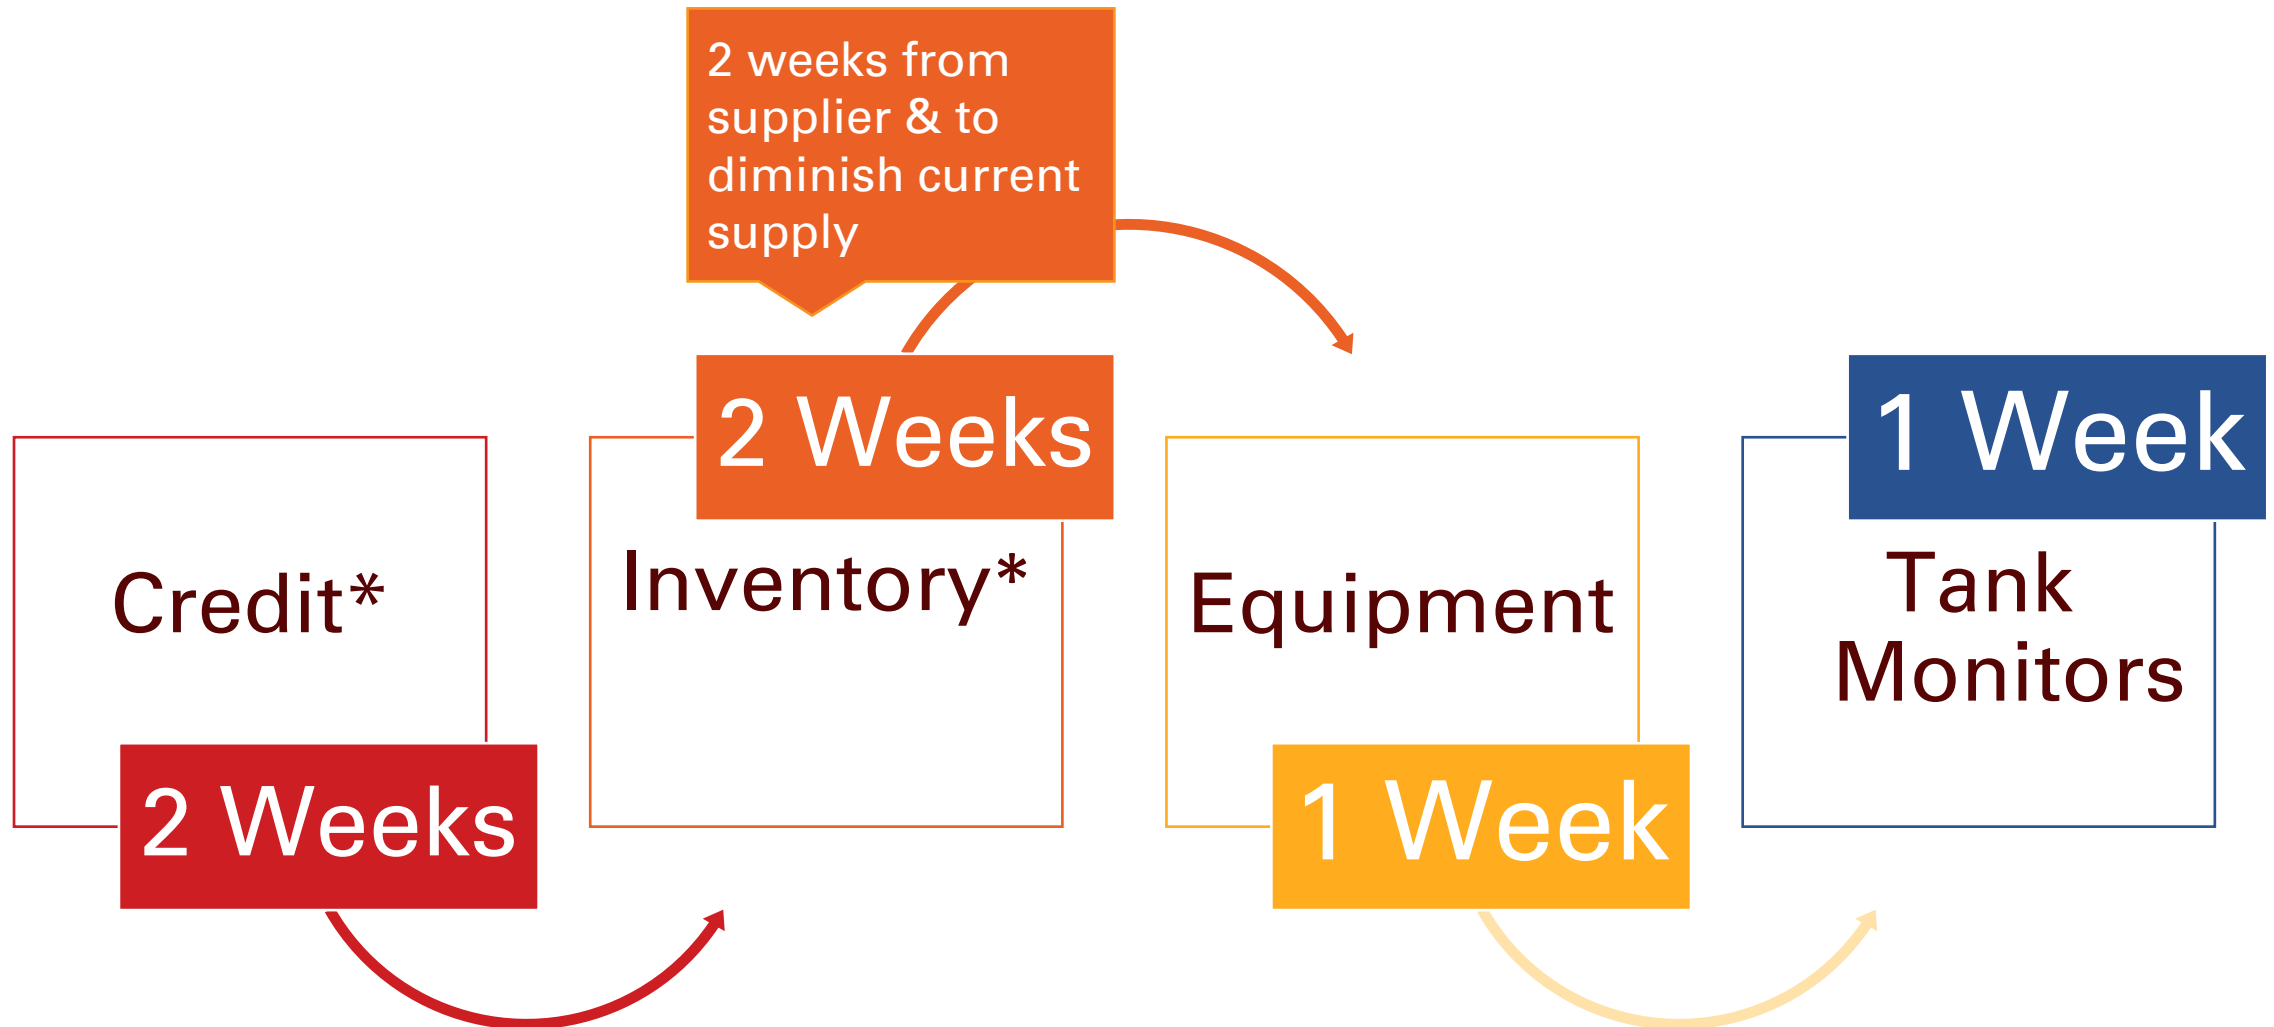 2 weeks from
supplier & to
diminish current
supply
Credit*
2 Weeks
2 Weeks
Inventory*
Equipment
1 Week
1 Week
Tank
Monitors